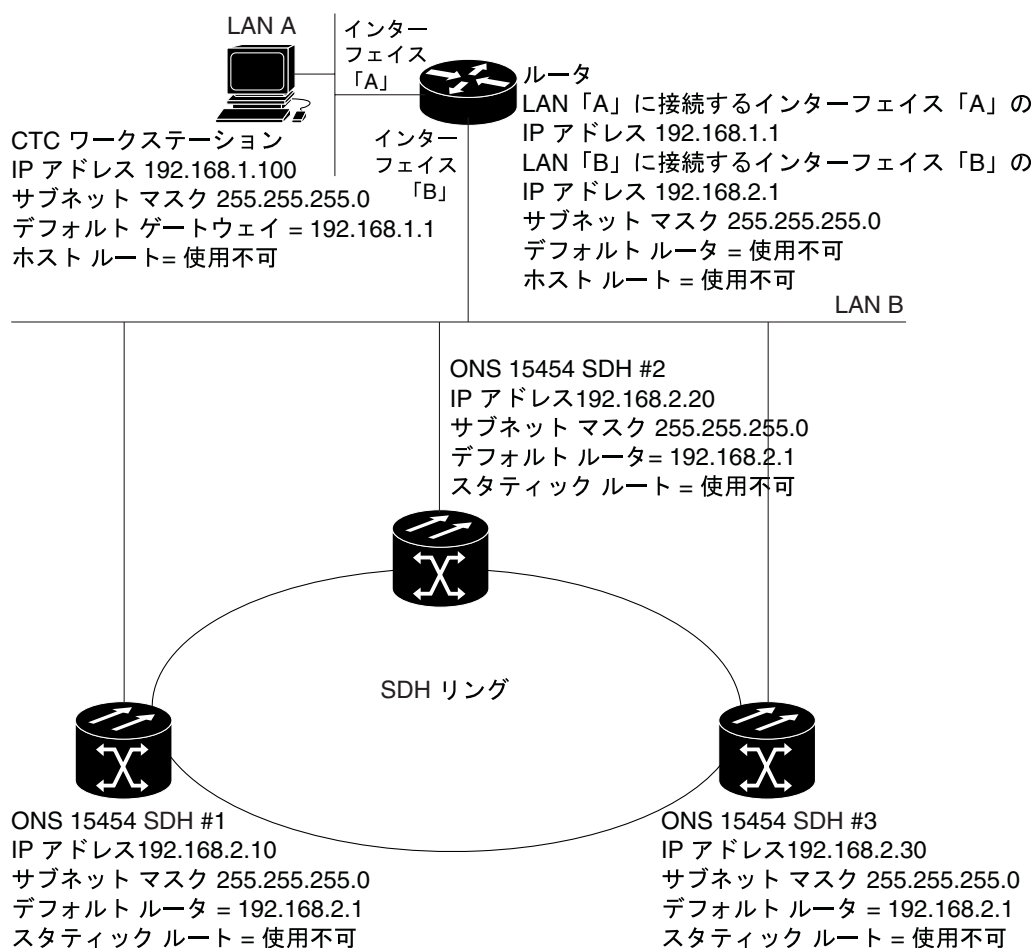 LAN A
インター
フェイス
「A」
ルータ
LAN「A」に接続するインターフェイス「A」の
IP アドレス 192.168.1.1
LAN「B」に接続するインターフェイス「B」の
IP アドレス 192.168.2.1
サブネット マスク 255.255.255.0
デフォルト ルータ = 使用不可
ホスト ルート = 使用不可
インター
フェイス
「B」
CTC ワークステーション
IP アドレス 192.168.1.100
サブネット マスク 255.255.255.0
デフォルト ゲートウェイ = 192.168.1.1
ホスト ルート= 使用不可
LAN B
ONS 15454 SDH #2
IP アドレス192.168.2.20
サブネット マスク 255.255.255.0
デフォルト ルータ= 192.168.2.1
スタティック ルート = 使用不可
SDH リング
ONS 15454 SDH #1
IP アドレス192.168.2.10
サブネット マスク 255.255.255.0
デフォルト ルータ = 192.168.2.1
スタティック ルート = 使用不可
ONS 15454 SDH #3
IP アドレス192.168.2.30
サブネット マスク 255.255.255.0
デフォルト ルータ = 192.168.2.1
スタティック ルート = 使用不可